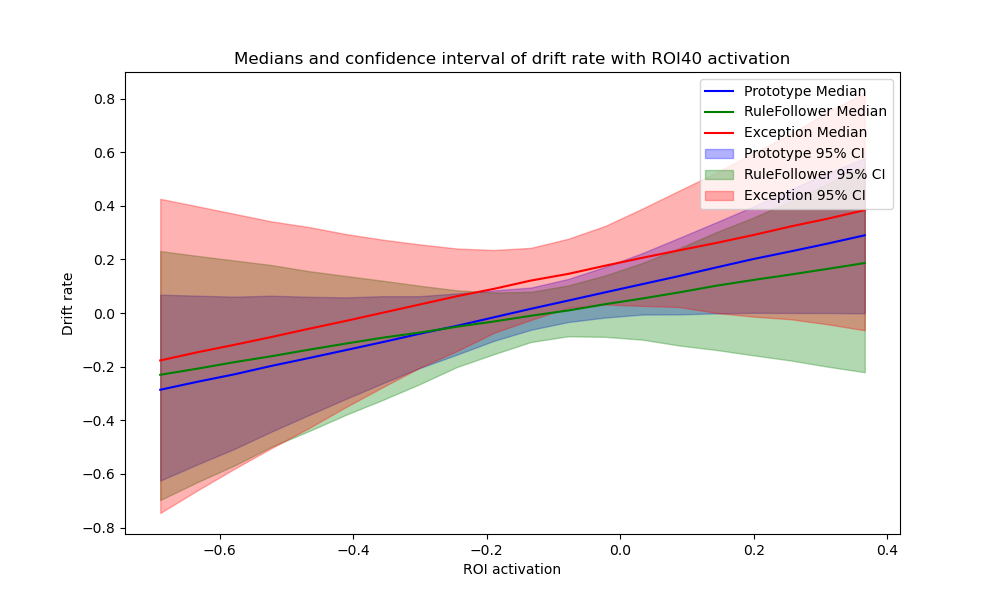 Medians and confidence interval of drift rate with ROI40 activation
Prototype Median
RuleFollower Median
Exception Median
Prototype 95% CI
RuleFollower 95% CI
Exception 95% CI
Drift rate
0.8
0.6
0.4
0.2
0.0
−0.2
−0.4
−0.6
−0.8
−0.6
−0.4
−0.2
0.0
0.2
0.4
ROI activation